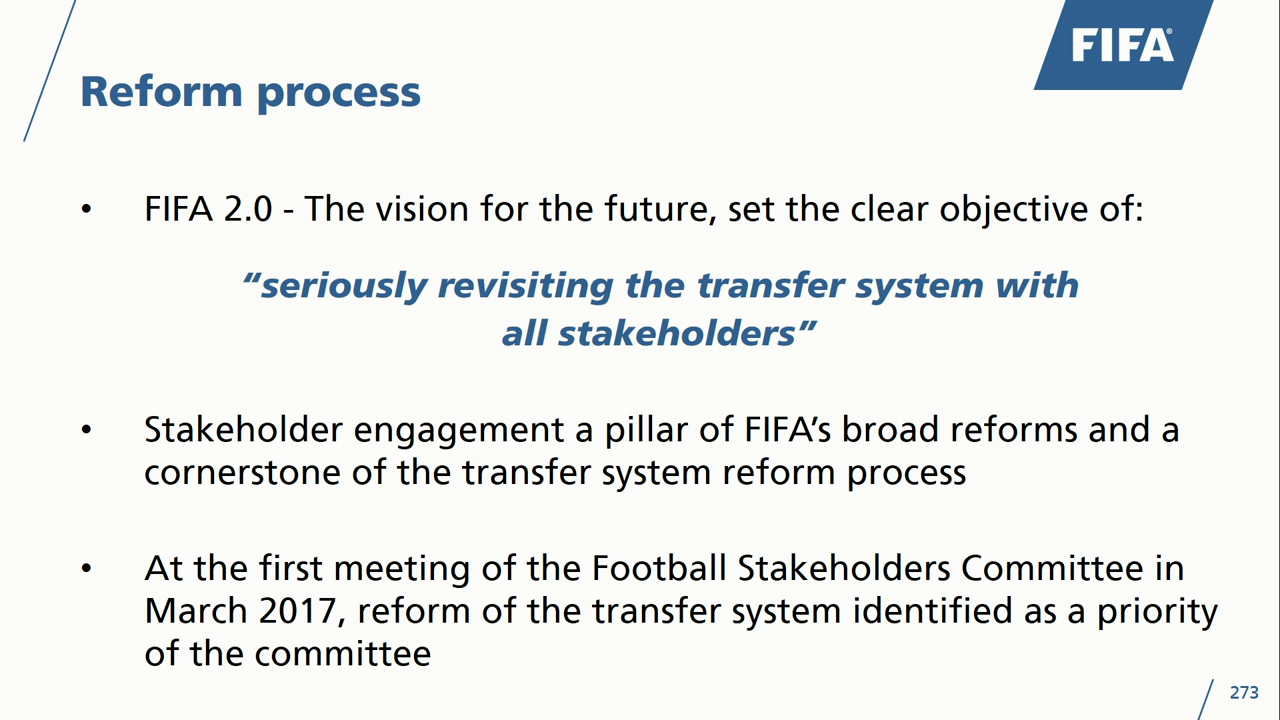 FIFA®
Reform process
• FIFA 2.0 - The vision for the future, set the clear objective of:
“seriously revisiting the transfer system with
all stakeholders”
• Stakeholder engagement a pillar of FIFA’s broad reforms and a
cornerstone of the transfer system reform process
• At the first meeting of the Football Stakeholders Committee in
March 2017, reform of the transfer system identified as a priority
of the committee
273